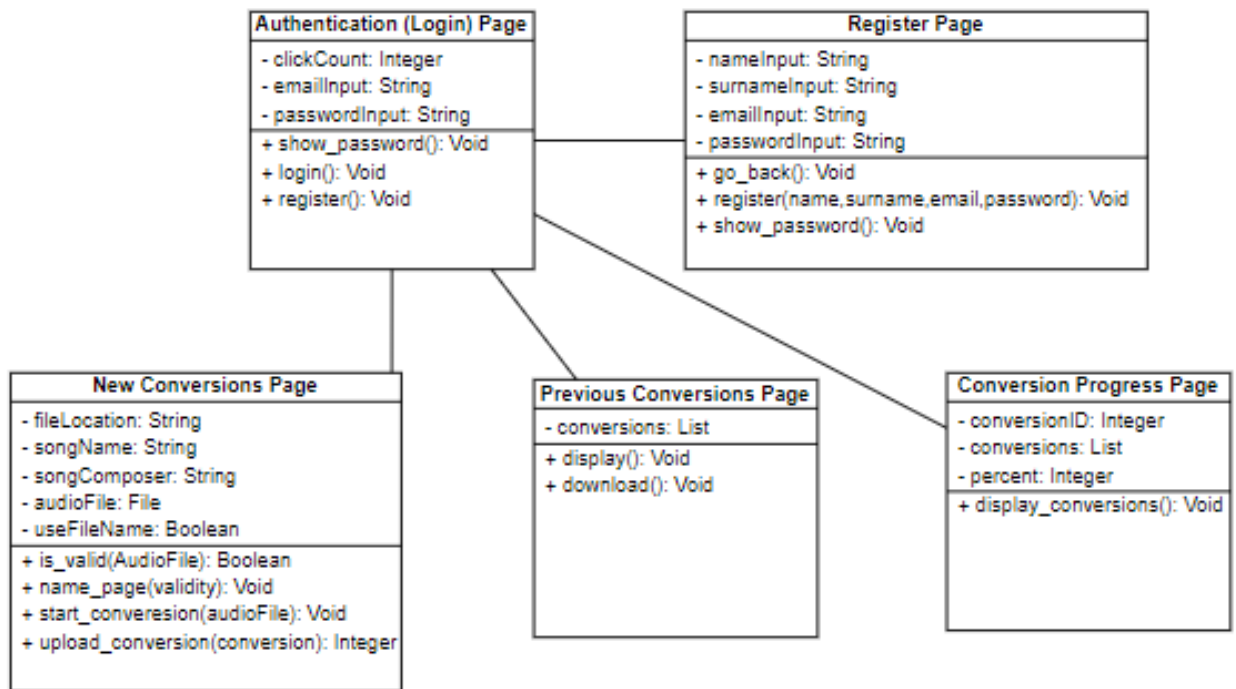 Authentication (Login) Page
- clickCount: Integer
- emailInput: String
- passwordInput: String
+ show_password(): Void
+ login(): Void
+ register(): Void
Register Page
- nameInput: String
- surnameInput: String
- emailInput: String
- passwordInput: String
+ go_back(): Void
+ register(name,surname,email,password): Void
+ show_password(): Void
New Conversions Page
- fileLocation: String
- songName: String
- songComposer: String
- audioFile: File
- useFileName: Boolean
+ is_valid(AudioFile): Boolean
+ name_page(validity): Void
+ start_converesion(audioFile): Void
+ upload_conversion(conversion): Integer
Previous Conversions Page
- conversions: List
+ display(): Void
+ download(): Void
Conversion Progress Page
- conversionID: Integer
- conversions: List
- percent: Integer
+ display_conversions(): Void